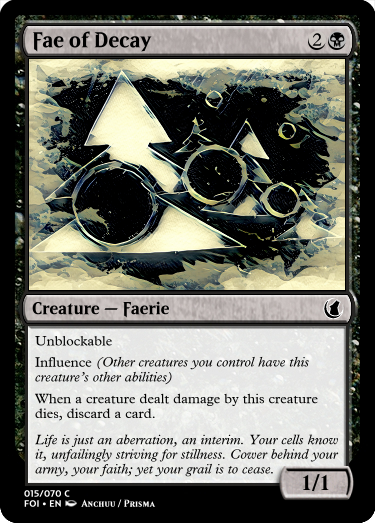 Fae of Decay 2
Creature — Faerie
Unblockable
Influence (Other creatures you control have this
creature's other abilities)
When a creature dealt damage by this creature
dies, discard a card.
Life is just an aberration, an interim. Your cells know
it, unfailingly striving for stillness. Cower behind your
army, your faith; yet your grail is to cease.
1/1
015/070 C
FOI • EN Anchuu / Prisma